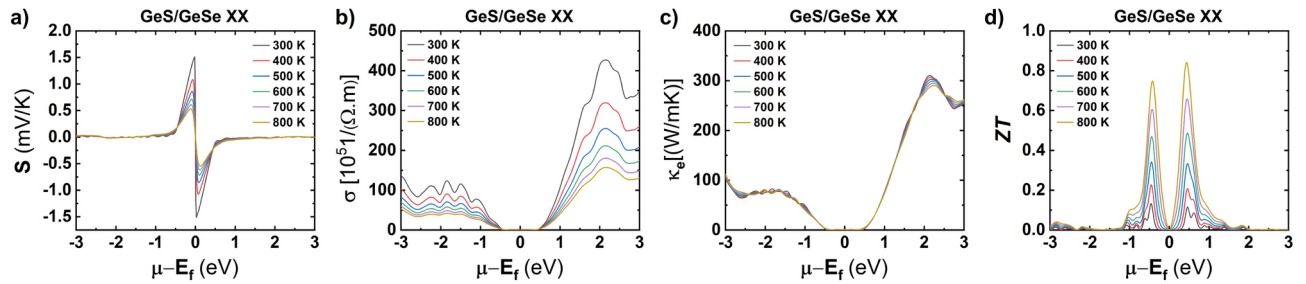 a) GeS/GeSe XX
S (mV/K)
2.0
1.5
1.0
0.5
0.0
-0.5
-1.0
-1.5
300 K
400 K
500 K
600 K
700 K
800 K
-3 -2 -1 0 1 2 3
μ−Ef (eV)
b) GeS/GeSe XX
σ [10⁵1/(Ω.m)]
500
400
300
200
100
0
300 K
400 K
500 K
600 K
700 K
800 K
-3 -2 -1 0 1 2 3
μ−Ef (eV)
c) GeS/GeSe XX
κe[(W/mK)
400
300
200
100
0
300 K
400 K
500 K
600 K
700 K
800 K
-3 -2 -1 0 1 2 3
μ−Ef (eV)
d) GeS/GeSe XX
ZT
1.0
0.8
0.6
0.4
0.2
0.0
300 K
400 K
500 K
600 K
700 K
800 K
-3 -2 -1 0 1 2 3
μ−Ef (eV)